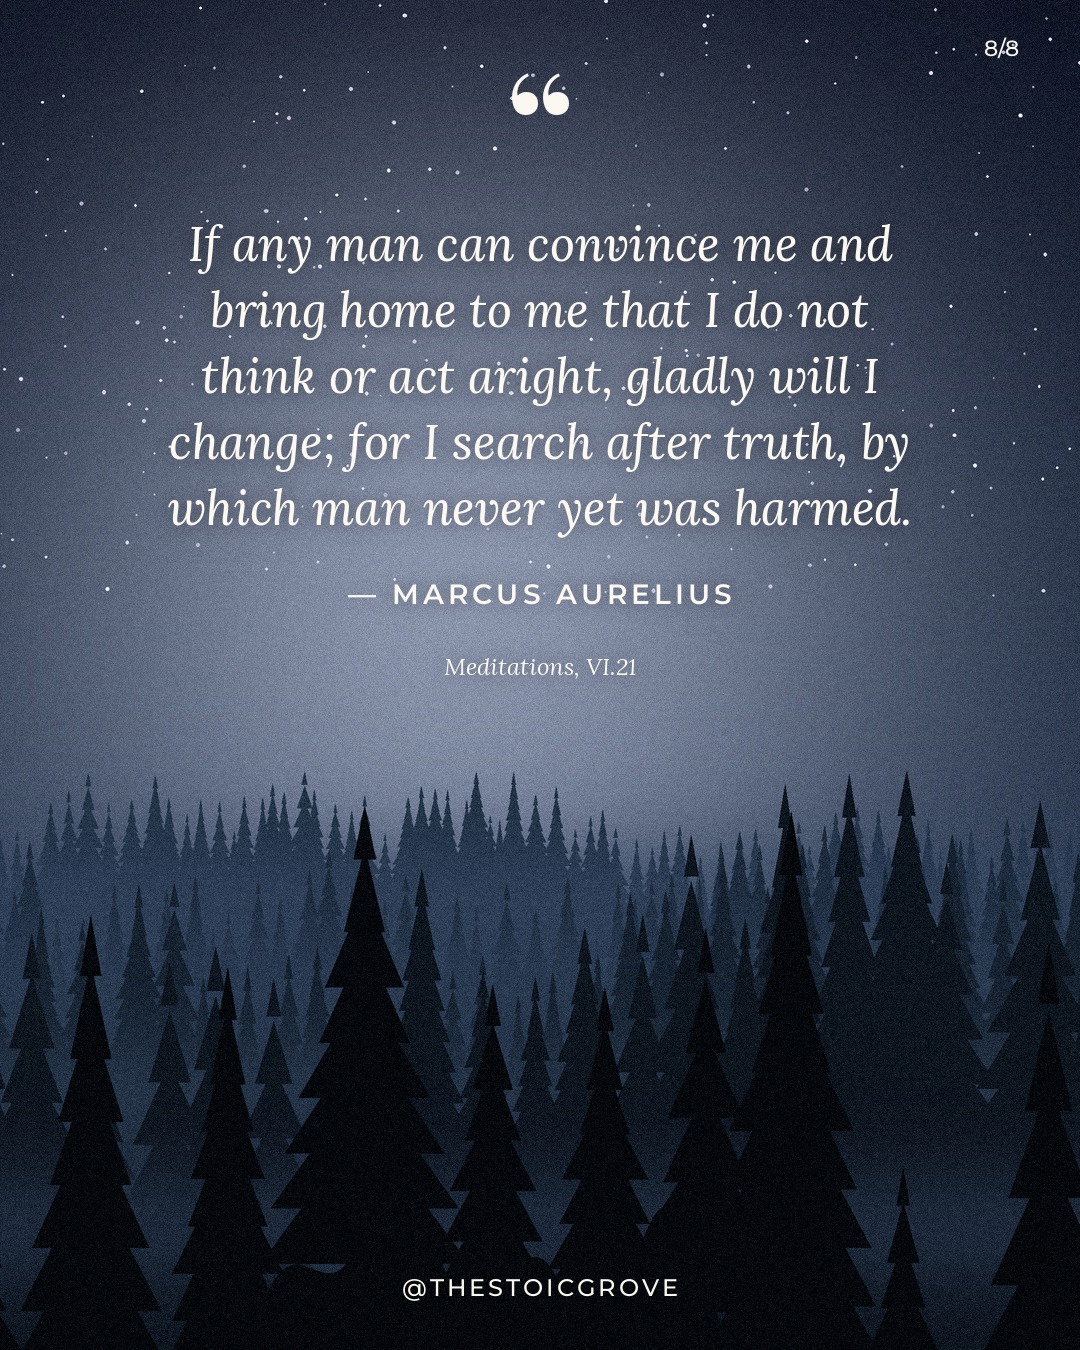 8/8
“
If any man can convince me and
bring home to me that I do not
think or act aright, gladly will I
change; for I search after truth, by
which man never yet was harmed.
— MARCUS AURELIUS
Meditations, VI.21
@THESTOICGROVE